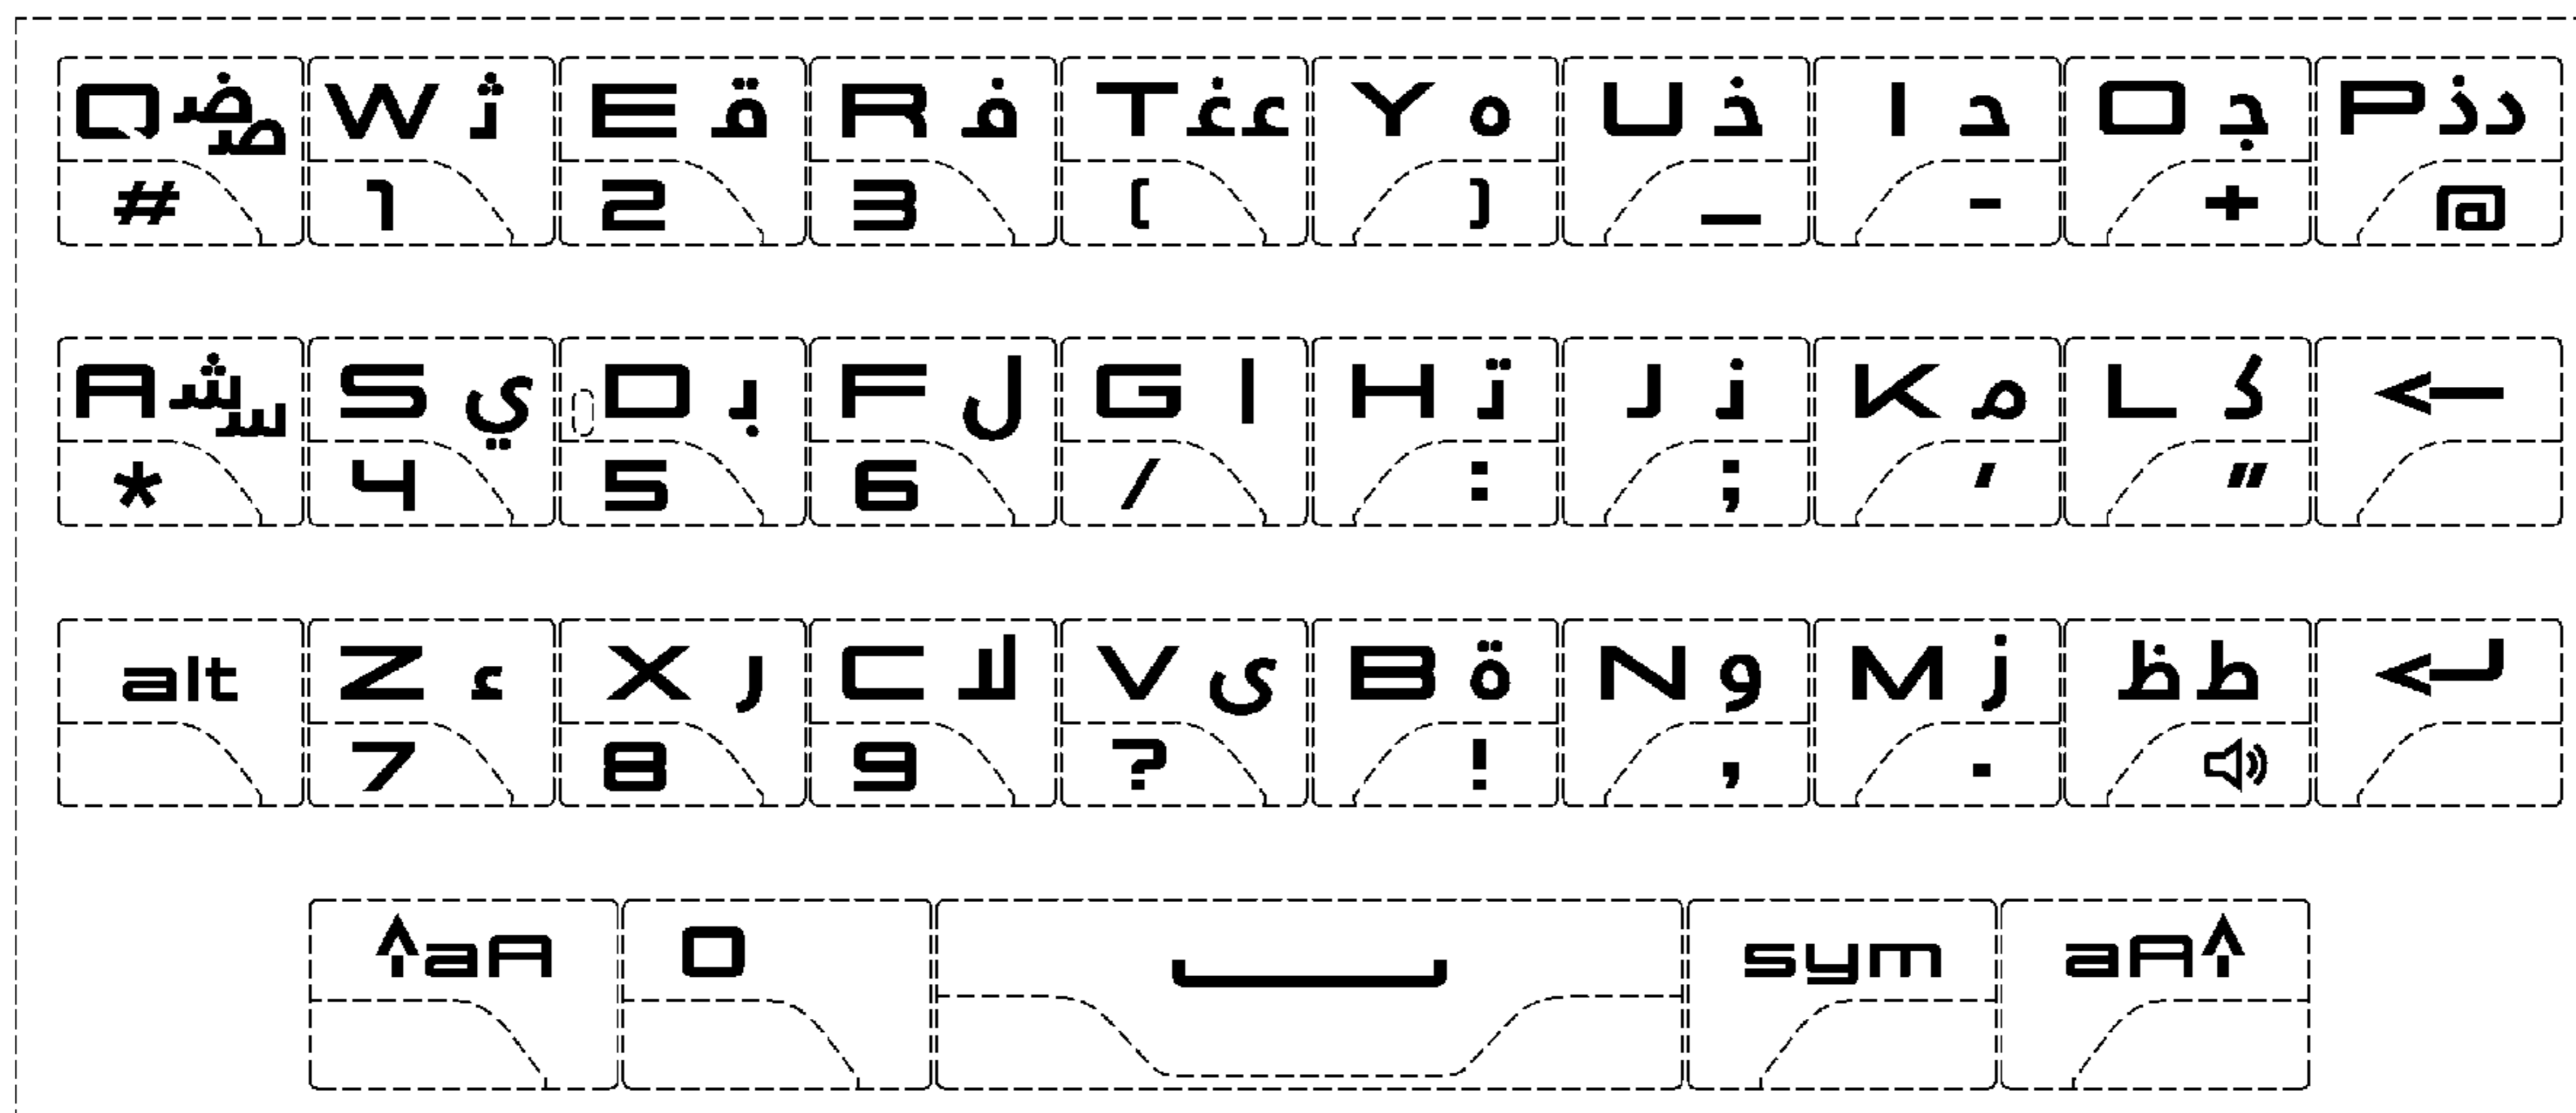 Q ض ص W ث E ق R ف T غ ع Y ه U خ I ح O ج P ذ د
# 1 2 3 ( ) _ - + @
A ش س S ي D ب F ل G ا H ت J ن K م L ك ←
* 4 5 6 / : ; ' "
alt Z ء X ر C لا V ى B ة N و M ز ظ ط ↵
7 8 9 ? ! , .
↑aA 0 sym aA↑